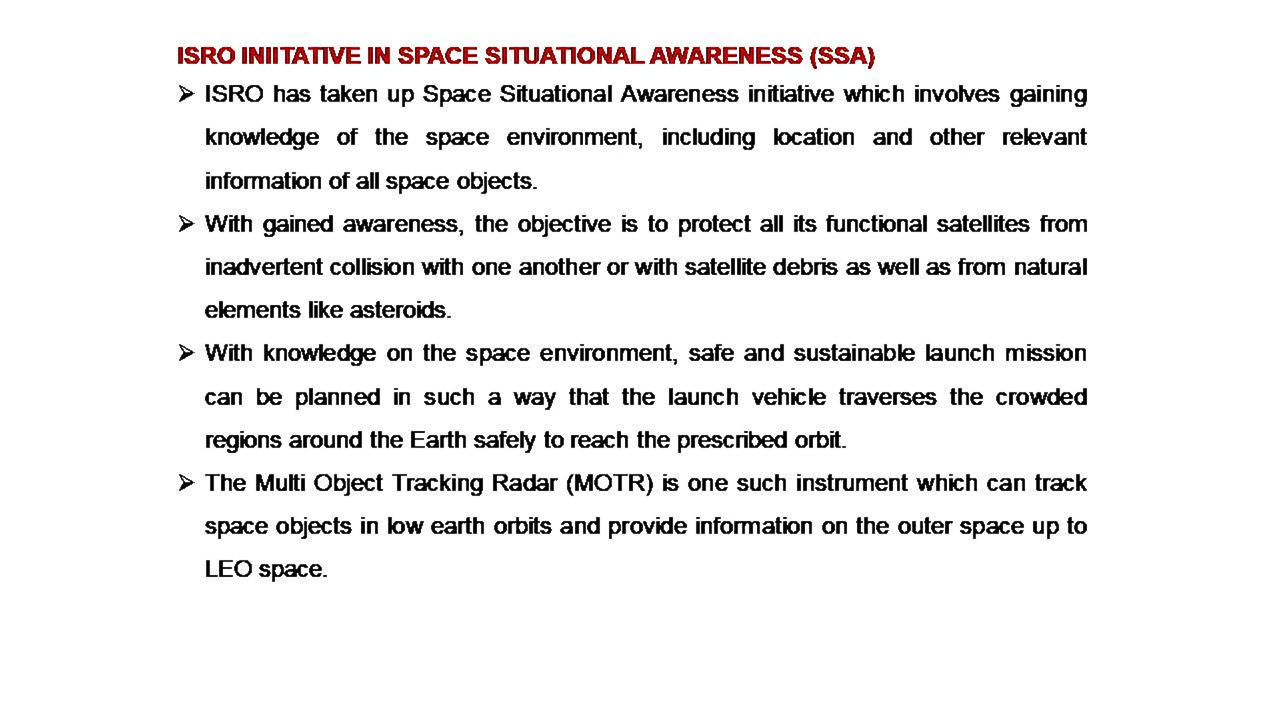 ISRO INIITATIVE IN SPACE SITUATIONAL AWARENESS (SSA)
➢ ISRO has taken up Space Situational Awareness initiative which involves gaining
knowledge of the space environment, including location and other relevant
information of all space objects.
➢ With gained awareness, the objective is to protect all its functional satellites from
inadvertent collision with one another or with satellite debris as well as from natural
elements like asteroids.
➢ With knowledge on the space environment, safe and sustainable launch mission
can be planned in such a way that the launch vehicle traverses the crowded
regions around the Earth safely to reach the prescribed orbit.
➢ The Multi Object Tracking Radar (MOTR) is one such instrument which can track
space objects in low earth orbits and provide information on the outer space up to
LEO space.